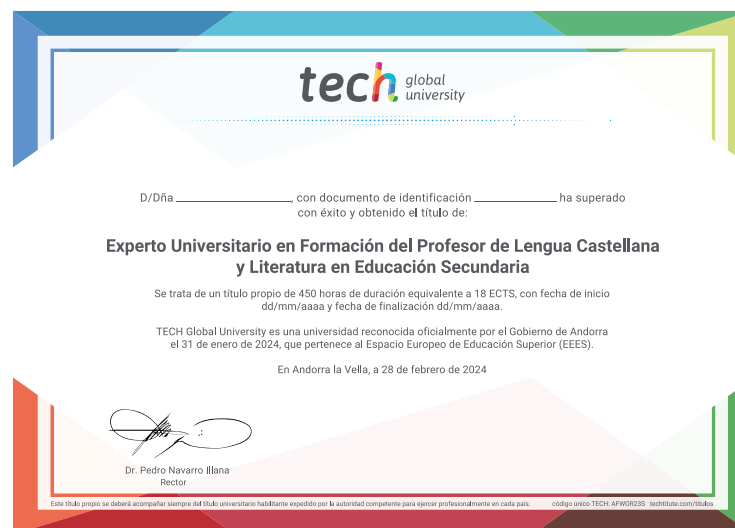 tech global university
D/Dña ____________, con documento de identificación ____________ ha superado
con éxito y obtenido el título de:
Experto Universitario en Formación del Profesor de Lengua Castellana
y Literatura en Educación Secundaria
Se trata de un título propio de 450 horas de duración equivalente a 18 ECTS, con fecha de inicio
dd/mm/aaaa y fecha de finalización dd/mm/aaaa.
TECH Global University es una universidad reconocida oficialmente por el Gobierno de Andorra
el 31 de enero de 2024, que pertenece al Espacio Europeo de Educación Superior (EEES).
En Andorra la Vella, a 28 de febrero de 2024
Dr. Pedro Navarro Illana
Rector
Este título propio se deberá acompañar siempre del título universitario habilitante expedido por la autoridad competente para ejercer profesionalmente en cada país. código único TECH: AFWOR23S techtitute.com/titulos